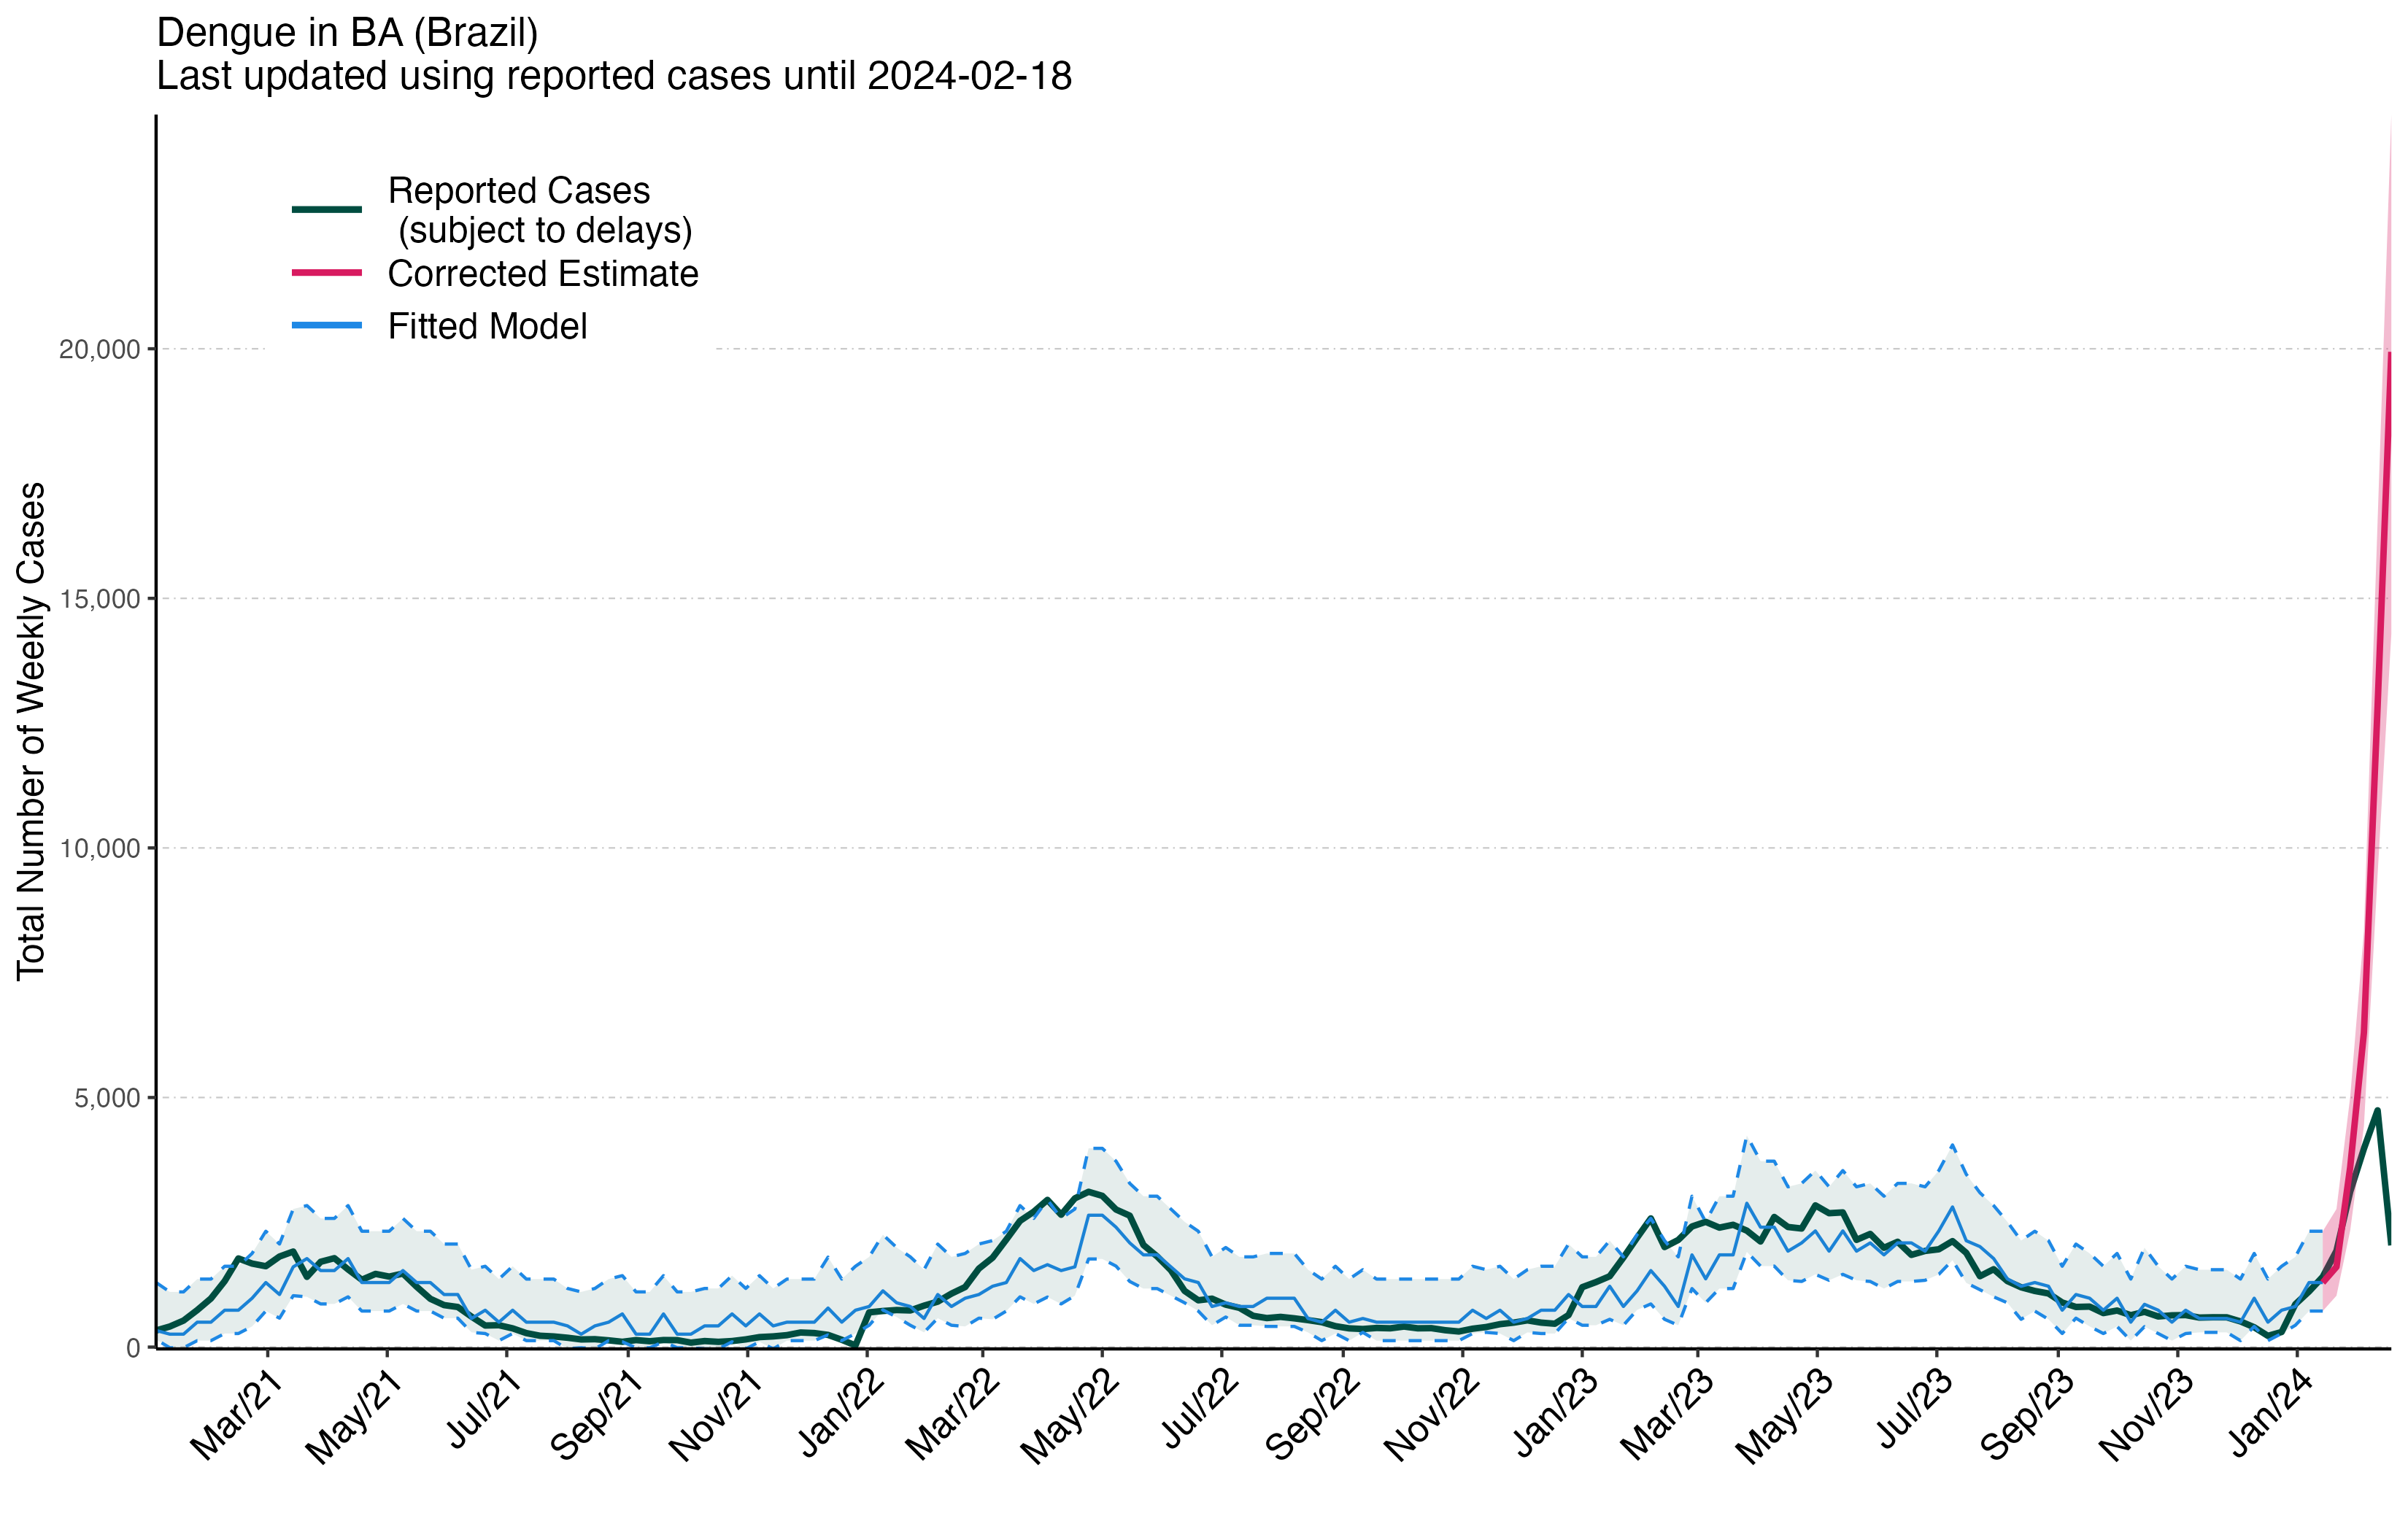 Dengue in BA (Brazil)
Last updated using reported cases until 2024-02-18
Reported Cases
(subject to delays)
Corrected Estimate
Fitted Model
Total Number of Weekly Cases
20,000
15,000
10,000
5,000
0
Mar/21
May/21
Jul/21
Sep/21
Nov/21
Jan/22
Mar/22
May/22
Jul/22
Sep/22
Nov/22
Jan/23
Mar/23
May/23
Jul/23
Sep/23
Nov/23
Jan/24